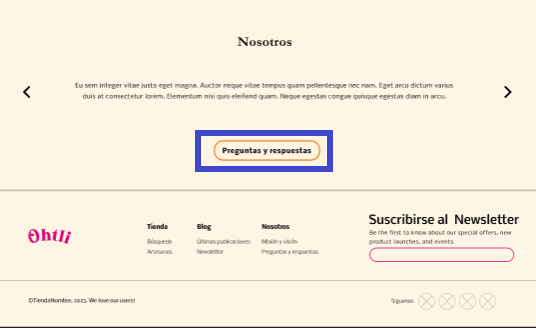 Nosotros
Eu sem integer vitae justo eget magna. Auctor neque vitae tempus quam pellentesque nec nam. Eget arcu dictum varius
duis at consectetur lorem. Elementum nisi quis eleifend quam. Neque egestas congue quisque egestas diam in arcu.
Preguntas y respuestas
Ohtli
Tienda
Búsqueda
Artesanos
Blog
Últimas publicaciones
Newsletter
Nosotros
Misión y visión
Preguntas y respuestas
Suscribirse al Newsletter
Be the first to know about our special offers, new
product launches, and events
©TiendaNombre, 2023. We love our users!
Síguenos